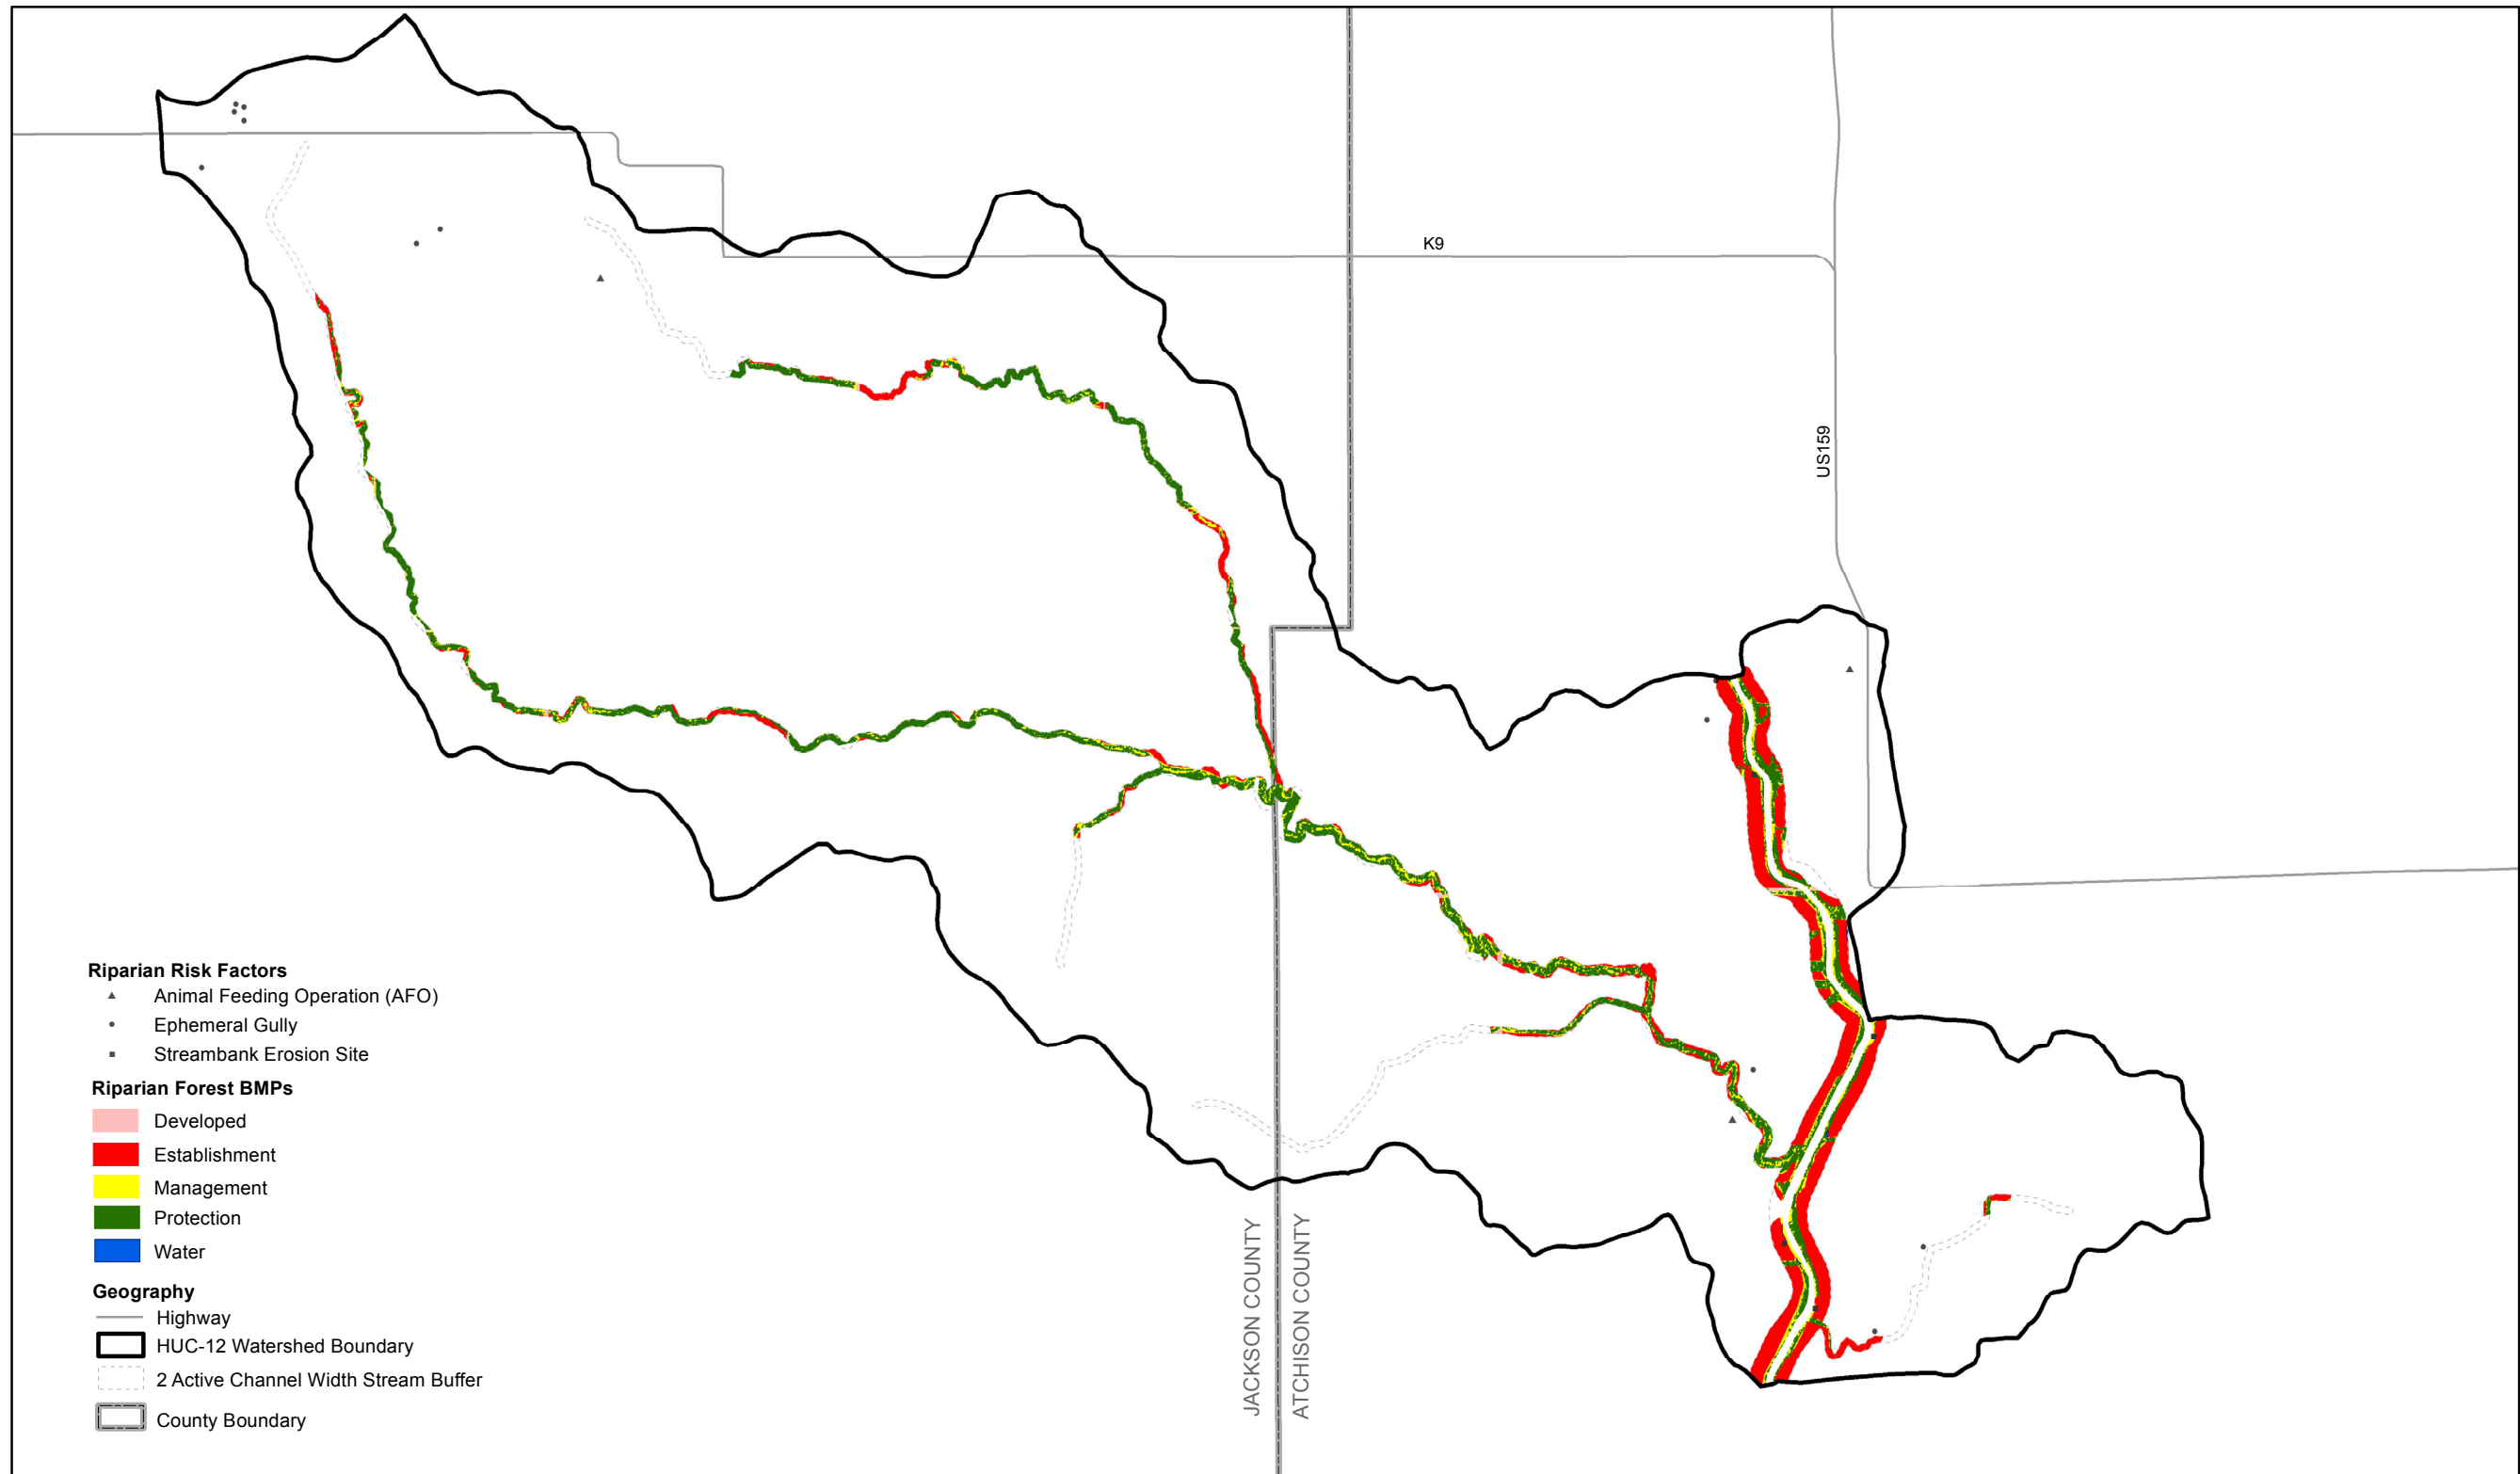 K9
US159
Riparian Risk Factors
Animal Feeding Operation (AFO)
Ephemeral Gully
Streambank Erosion Site
Riparian Forest BMPs
Developed
Establishment
Management
Protection
Water
Geography
Highway
HUC-12 Watershed Boundary
2 Active Channel Width Stream Buffer
County Boundary
JACKSON COUNTY
ATCHISON COUNTY